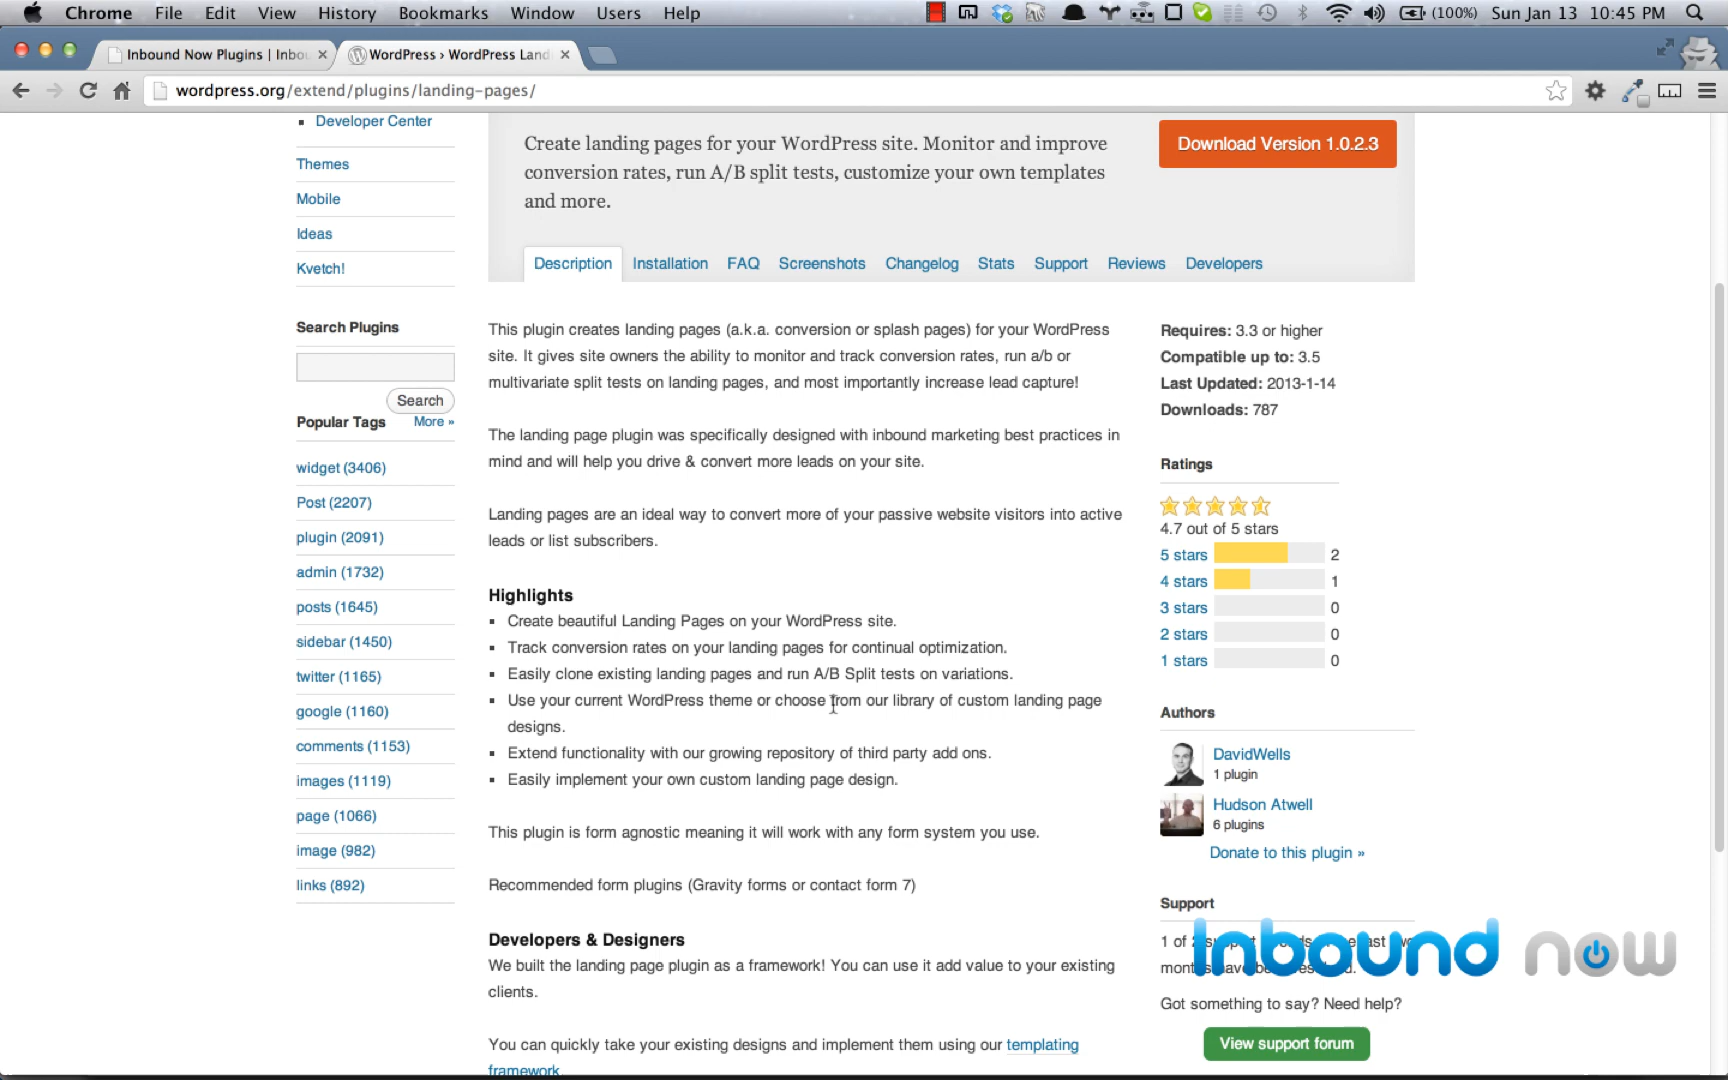 Chrome File Edit View History Bookmarks Window Users Help (100%) Sun Jan 13 10:45 PM
Inbound Now Plugins | Inbou WordPress › WordPress Land
wordpress.org/extend/plugins/landing-pages/
Developer Center
Themes
Mobile
Ideas
Kvetch!
Search Plugins
Search
Popular Tags More »
widget (3406)
Post (2207)
plugin (2091)
admin (1732)
posts (1645)
sidebar (1450)
twitter (1165)
google (1160)
comments (1153)
images (1119)
page (1066)
image (982)
links (892)
Create landing pages for your WordPress site. Monitor and improve
conversion rates, run A/B split tests, customize your own templates
and more.
Download Version 1.0.2.3
Description Installation FAQ Screenshots Changelog Stats Support Reviews Developers
This plugin creates landing pages (a.k.a. conversion or splash pages) for your WordPress
site. It gives site owners the ability to monitor and track conversion rates, run a/b or
multivariate split tests on landing pages, and most importantly increase lead capture!
The landing page plugin was specifically designed with inbound marketing best practices in
mind and will help you drive & convert more leads on your site.
Landing pages are an ideal way to convert more of your passive website visitors into active
leads or list subscribers.
Highlights
Create beautiful Landing Pages on your WordPress site.
Track conversion rates on your landing pages for continual optimization.
Easily clone existing landing pages and run A/B Split tests on variations.
Use your current WordPress theme or choose from our library of custom landing page
designs.
Extend functionality with our growing repository of third party add ons.
Easily implement your own custom landing page design.
This plugin is form agnostic meaning it will work with any form system you use.
Recommended form plugins (Gravity forms or contact form 7)
Developers & Designers
We built the landing page plugin as a framework! You can use it add value to your existing
clients.
You can quickly take your existing designs and implement them using our templating
framework
Requires: 3.3 or higher
Compatible up to: 3.5
Last Updated: 2013-1-14
Downloads: 787
Ratings
4.7 out of 5 stars
5 stars 2
4 stars 1
3 stars 0
2 stars 0
1 stars 0
Authors
DavidWells
1 plugin
Hudson Atwell
6 plugins
Donate to this plugin »
Support
1 of
Inbound now
Got something to say? Need help?
View support forum